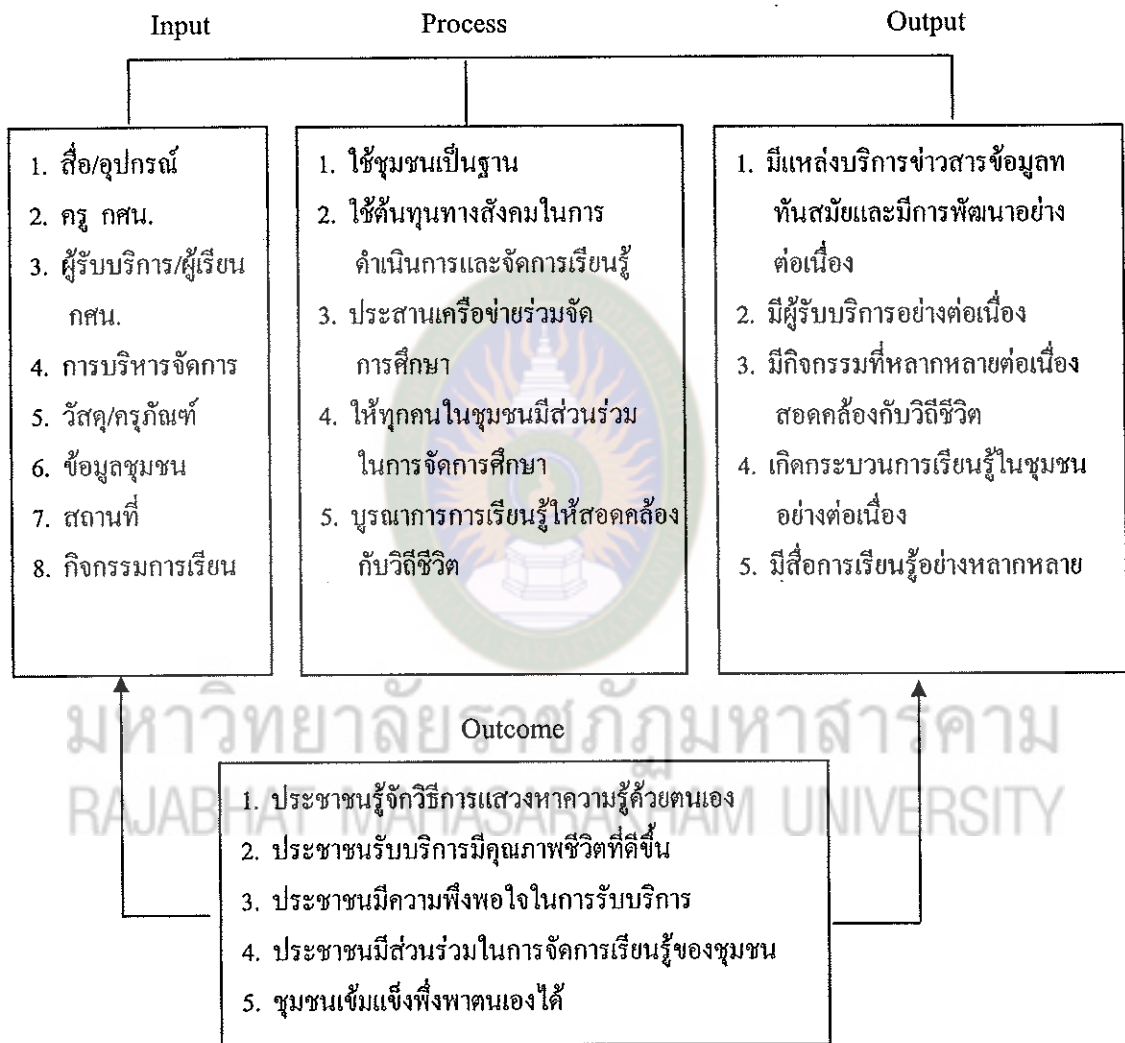 Input
Process
Output
1. สื่อ/อุปกรณ์
2. ครู กศน.
3. ผู้รับบริการ/ผู้เรียน
กศน.
4. การบริหารจัดการ
5. วัสดุ/ครุภัณฑ์
6. ข้อมูลชุมชน
7. สถานที่
8. กิจกรรมการเรียน
1. ใช้ชุมชนเป็นฐาน
2. ใช้ต้นทุนทางสังคมในการ
ดำเนินการและจัดการเรียนรู้
3. ประสานเครือข่ายร่วมจัด
การศึกษา
4. ให้ทุกคนในชุมชนมีส่วนร่วม
ในการจัดการศึกษา
5. บูรณาการการเรียนรู้ให้สอดคล้อง
กับวิถีชีวิต
1. มีแหล่งบริการข่าวสารข้อมูลท
ทันสมัยและมีการพัฒนาอย่าง
ต่อเนื่อง
2. มีผู้รับบริการอย่างต่อเนื่อง
3. มีกิจกรรมที่หลากหลายต่อเนื่อง
สอดคล้องกับวิถีชีวิต
4. เกิดกระบวนการเรียนรู้ในชุมชน
อย่างต่อเนื่อง
5. มีสื่อการเรียนรู้อย่างหลากหลาย
มหาวิทยาลัยราชภัฏมหาสารคาม
RAJABHAT MAHASARAKHAM UNIVERSITY
Outcome
1. ประชาชนรู้จักวิธีการแสวงหาความรู้ด้วยตนเอง
2. ประชาชนรับบริการมีคุณภาพชีวิตที่ดีขึ้น
3. ประชาชนมีความพึงพอใจในการรับบริการ
4. ประชาชนมีส่วนร่วมในการจัดการเรียนรู้ของชุมชน
5. ชุมชนเข้มแข็งพึ่งพาตนเองได้